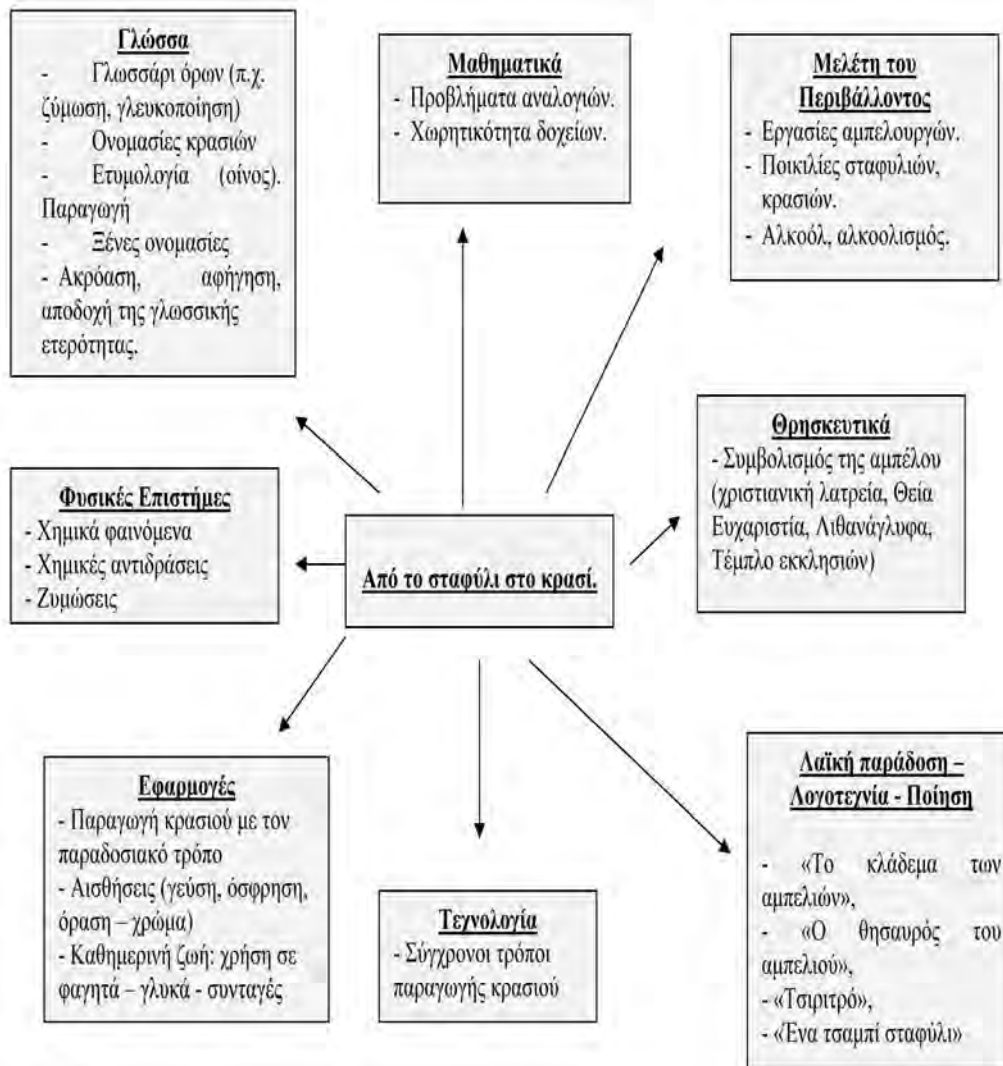 Γλώσσα
- Γλωσσάρι όρων (π.χ.
ζύμωση, γλευκοποίηση)
- Ονομασίες κρασιών
- Ετυμολογία (οίνος).
Παραγωγή
- Ξένες ονομασίες
- Ακρόαση, αφήγηση,
αποδοχή της γλωσσικής
ετερότητας.
Μαθηματικά
- Προβλήματα αναλογιών.
- Χωρητικότητα δοχείων.
Μελέτη του
Περιβάλλοντος
- Εργασίες αμπελουργών.
- Ποικιλίες σταφυλιών,
κρασιών.
- Αλκοόλ, αλκοολισμός.
Φυσικές Επιστήμες
- Χημικά φαινόμενα
- Χημικές αντιδράσεις
- Ζυμώσεις
Από το σταφύλι στο κρασί.
Θρησκευτικά
- Συμβολισμός της αμπέλου
(χριστιανική λατρεία, Θεία
Ευχαριστία, Λιθανάγλυφα,
Τέμπλο εκκλησιών)
Εφαρμογές
- Παραγωγή κρασιού με τον
παραδοσιακό τρόπο
- Αισθήσεις (γεύση, όσφρηση,
όραση – χρώμα)
- Καθημερινή ζωή: χρήση σε
φαγητά – γλυκά - συνταγές
Τεχνολογία
- Σύγχρονοι τρόποι
παραγωγής κρασιού
Λαϊκή παράδοση –
Λογοτεχνία - Ποίηση
- «Το κλάδεμα των
αμπελιών»,
- «Ο θησαυρός του
αμπελιού»,
- «Τσιριτρό»,
- «Ένα τσαμπί σταφύλι»